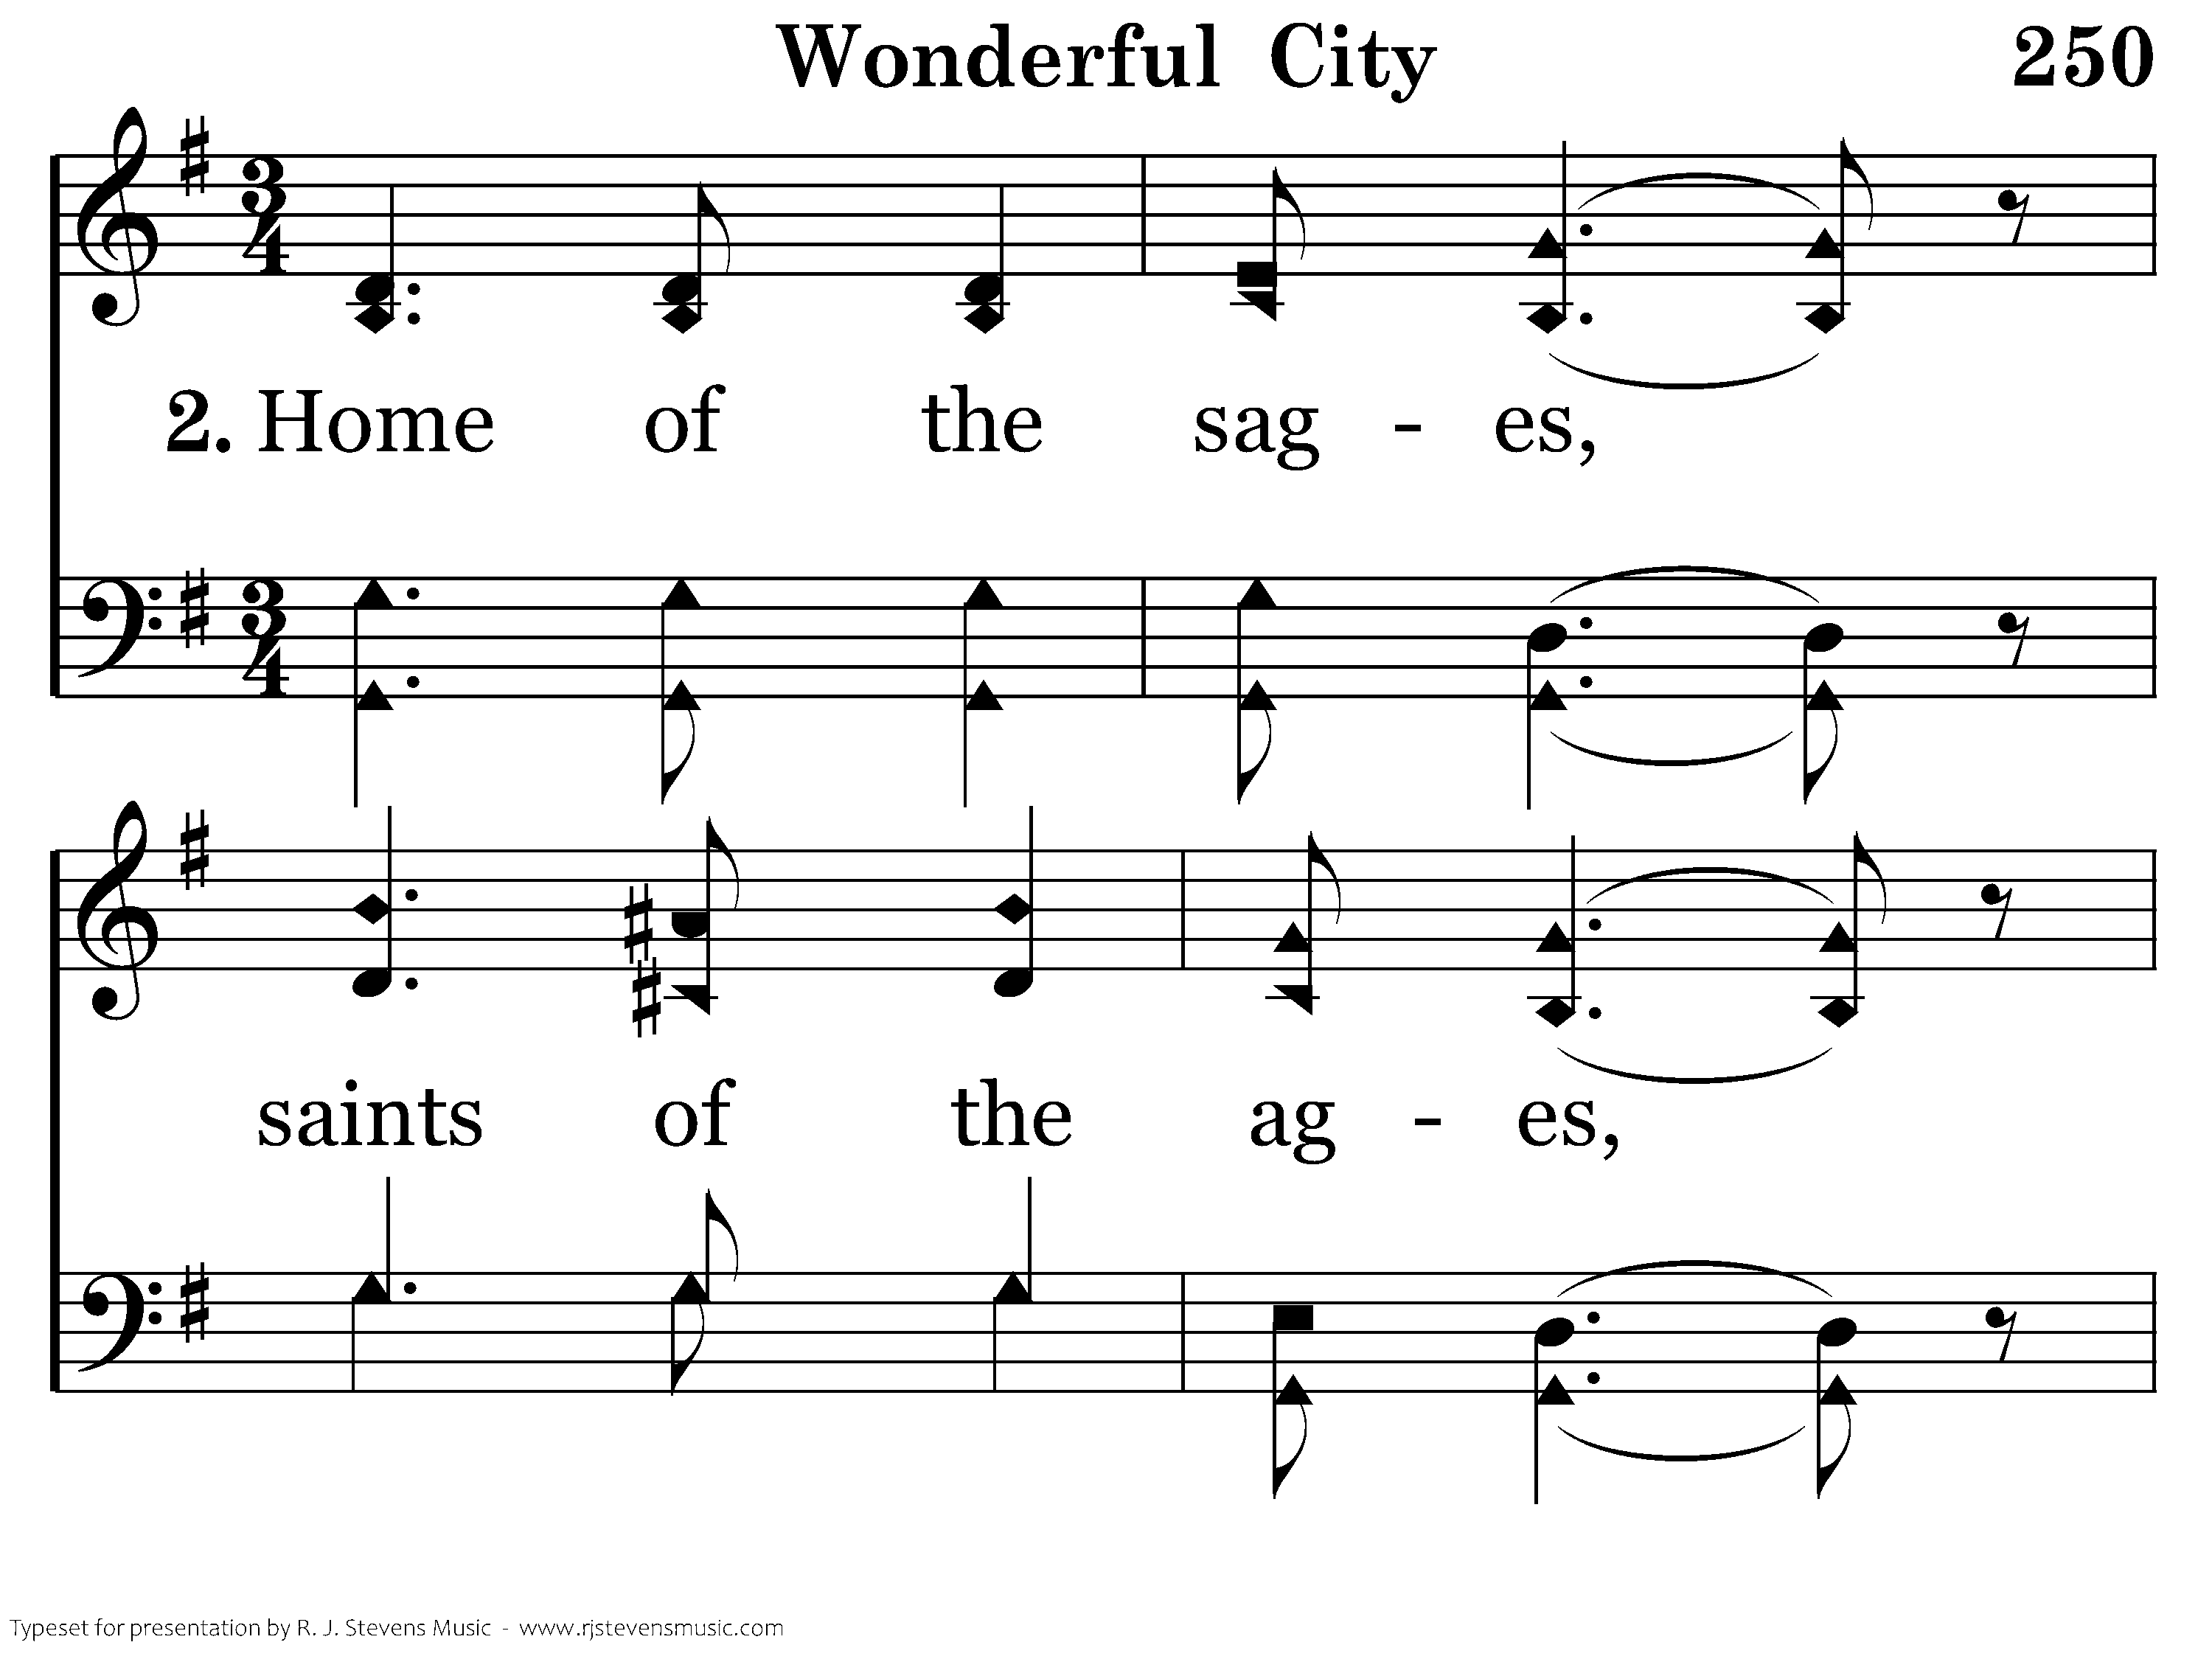 Wonderful City 250
2. Home of the sag - es,
saints of the ag - es,
Typeset for presentation by R. J. Stevens Music - www.rjstevensmusic.com